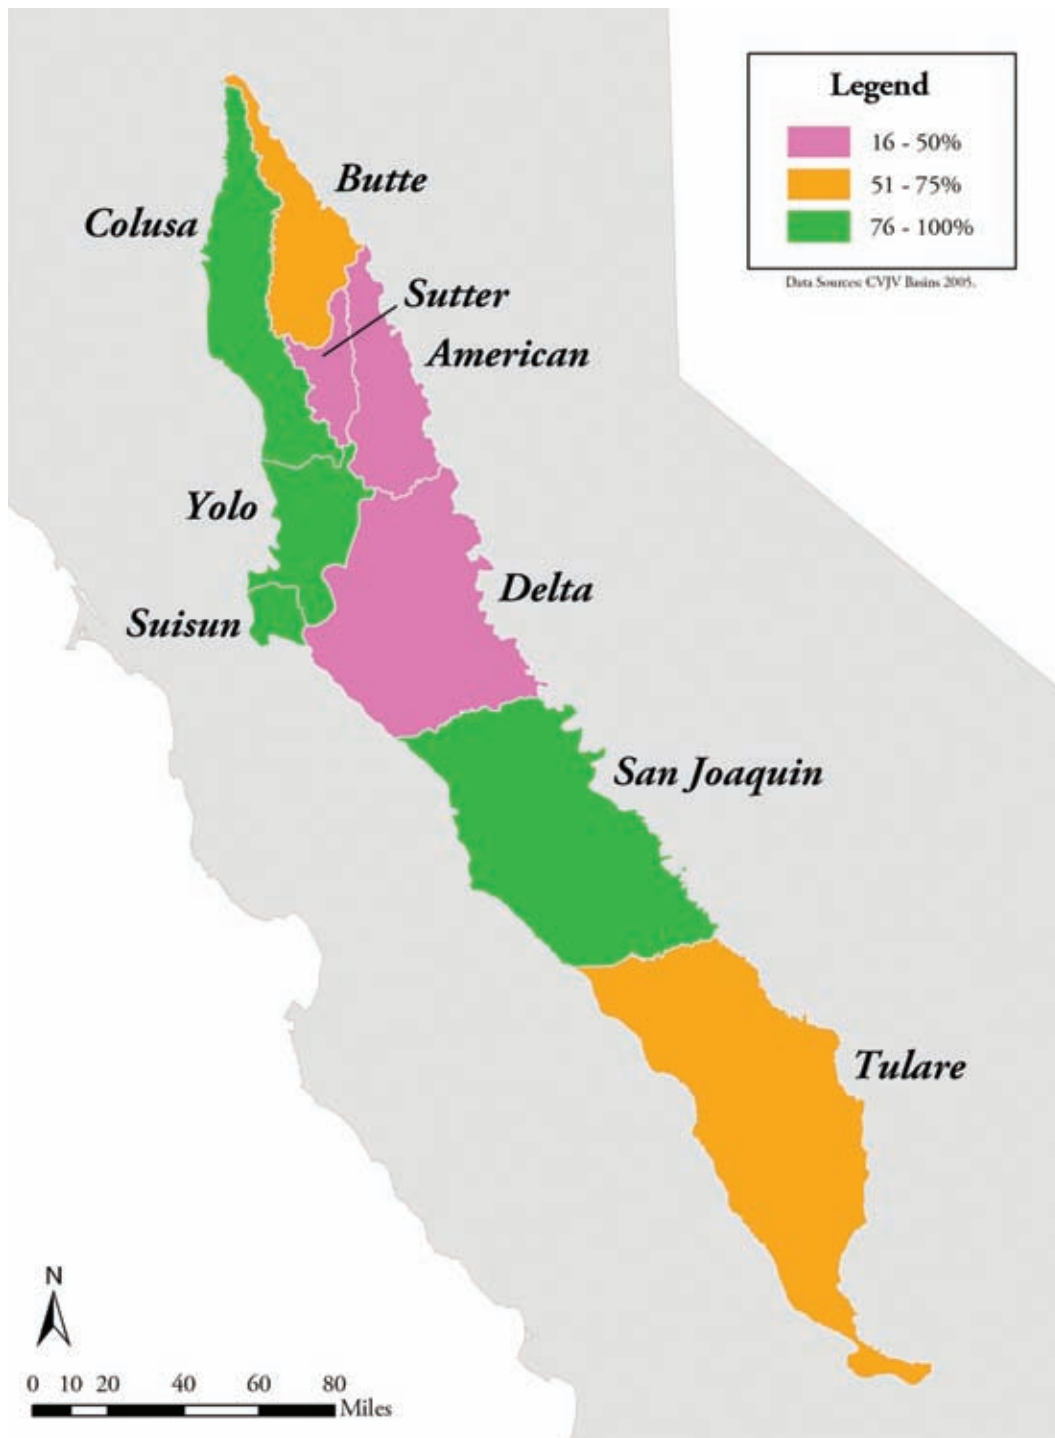 Legend
16 - 50%
51 - 75%
76 - 100%
Data Sources: CVJV Basins 2005.
Butte
Colusa
Sutter
American
Yolo
Delta
Suisun
San Joaquin
Tulare
N
0 10 20 40 60 80
Miles